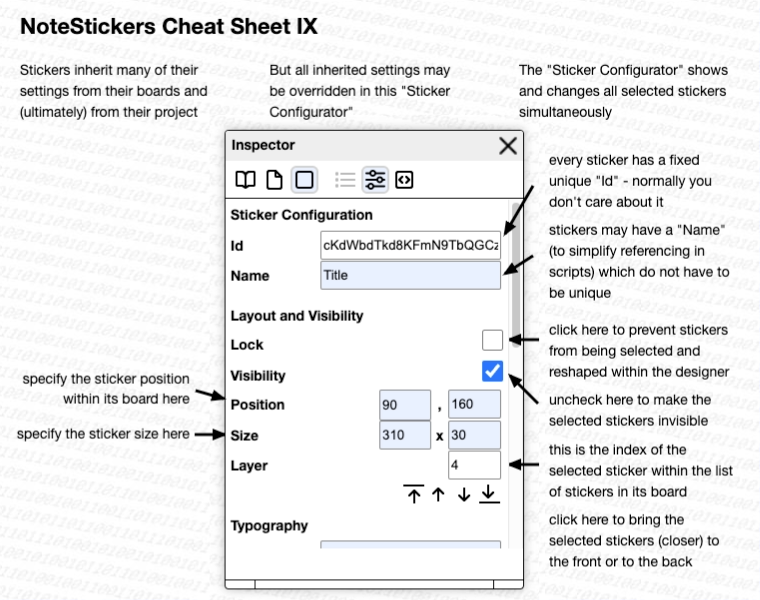 NoteStickers Cheat Sheet IX
Stickers inherit many of their
settings from their boards and
(ultimately) from their project
But all inherited settings may
be overridden in this "Sticker
Configurator"
The "Sticker Configurator" shows
and changes all selected stickers
simultaneously
Inspector
Sticker Configuration
Id
cKdWbdTkd8KFmN9TbQGCz
Name
Title
Layout and Visibility
Lock
Visibility
Position
90 , 160
Size
310 x 30
Layer
4
Typography
every sticker has a fixed
unique "Id" - normally you
don't care about it
stickers may have a "Name"
(to simplify referencing in
scripts) which do not have to
be unique
click here to prevent stickers
from being selected and
reshaped within the designer
uncheck here to make the
selected stickers invisible
this is the index of the
selected sticker within the list
of stickers in its board
click here to bring the
selected stickers (closer) to
the front or to the back
specify the sticker position
within its board here
specify the sticker size here